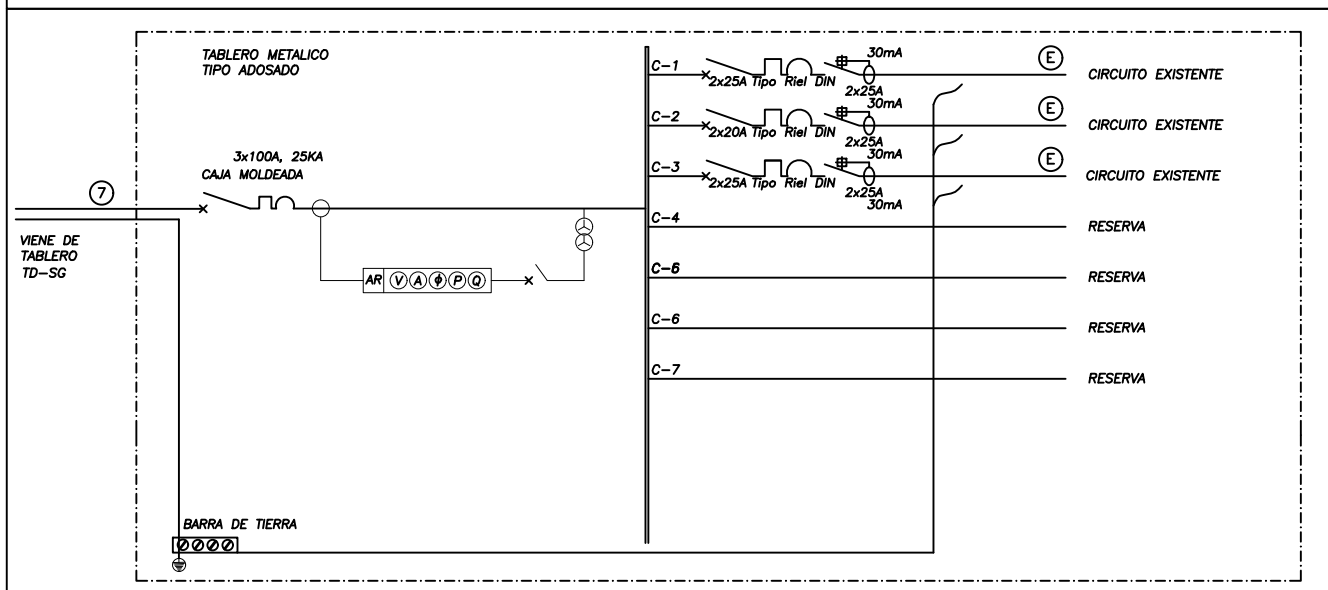 TABLERO METALICO
TIPO ADOSADO
3x100A, 25KA
CAJA MOLDEADA
7
VIENE DE
TABLERO
TD-SG
AR V A φ P Q
BARRA DE TIERRA
C-1
2x25A Tipo Riel DIN
30mA
2x25A
E
CIRCUITO EXISTENTE
C-2
2x20A Tipo Riel DIN
30mA
2x25A
E
CIRCUITO EXISTENTE
C-3
2x25A Tipo Riel DIN
30mA
2x25A
30mA
E
CIRCUITO EXISTENTE
C-4
RESERVA
C-6
RESERVA
C-6
RESERVA
C-7
RESERVA